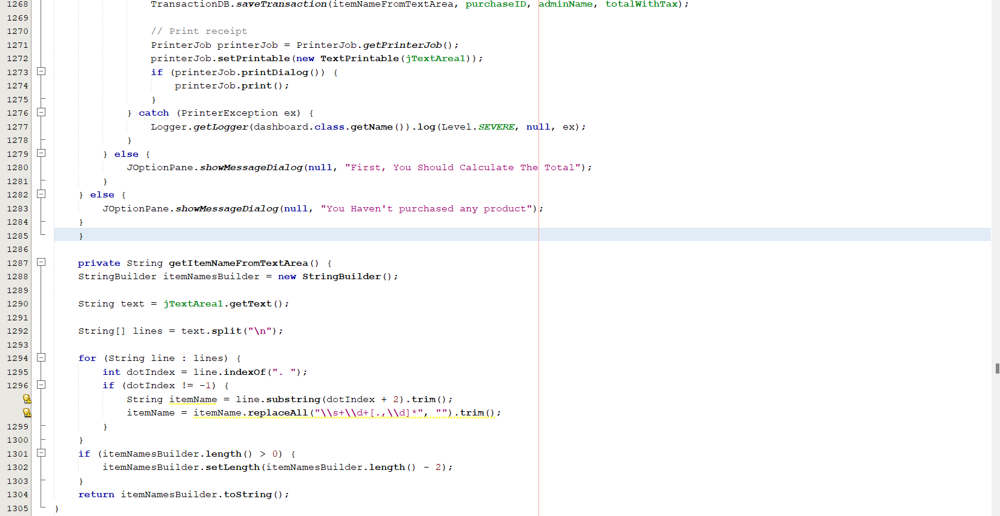 1268 TransactionDB.saveTransaction(itemNameFromTextArea, purchaseID, adminName, totalWithTax);
1269
1270 // Print receipt
1271 PrinterJob printerJob = PrinterJob.getPrinterJob();
1272 printerJob.setPrintable(new TextPrintable(jTextArea1));
1273 if (printerJob.printDialog()) {
1274 printerJob.print();
1275 }
1276 } catch (PrinterException ex) {
1277 Logger.getLogger(dashboard.class.getName()).log(Level.SEVERE, null, ex);
1278 }
1279 } else {
1280 JOptionPane.showMessageDialog(null, "First, You Should Calculate The Total");
1281 }
1282 } else {
1283 JOptionPane.showMessageDialog(null, "You Haven't purchased any product");
1284 }
1285 }
1286
1287 private String getItemNameFromTextArea() {
1288 StringBuilder itemNamesBuilder = new StringBuilder();
1289
1290 String text = jTextArea1.getText();
1291
1292 String[] lines = text.split("\n");
1293
1294 for (String line : lines) {
1295 int dotIndex = line.indexOf(". ");
1296 if (dotIndex != -1) {
String itemName = line.substring(dotIndex + 2).trim();
itemName = itemName.replaceAll("\\s+\\d+[.,\\d]*", "").trim();
1299 }
1300 }
1301 if (itemNamesBuilder.length() > 0) {
1302 itemNamesBuilder.setLength(itemNamesBuilder.length() - 2);
1303 }
1304 return itemNamesBuilder.toString();
1305 }